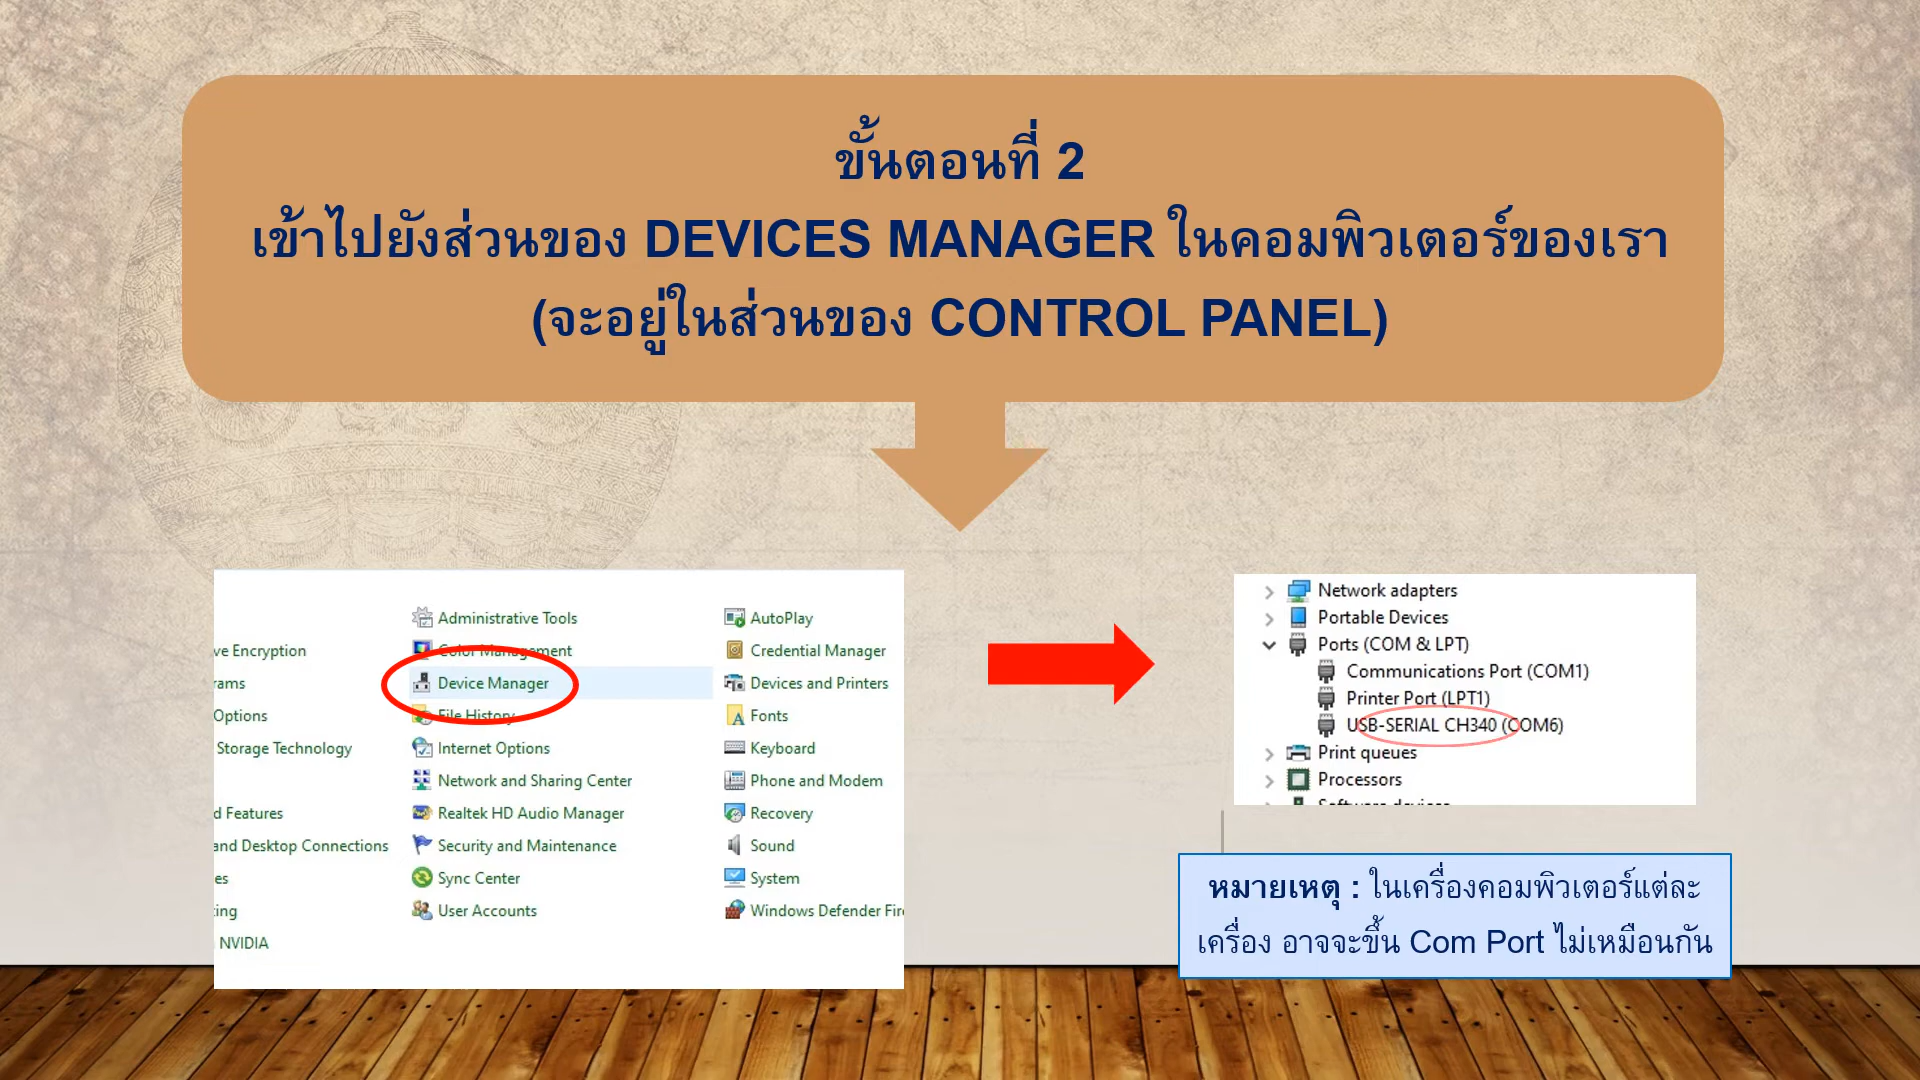 ขั้นตอนที่ 2
เข้าไปยังส่วนของ DEVICES MANAGER ในคอมพิวเตอร์ของเรา
(จะอยู่ในส่วนของ CONTROL PANEL)
ve Encryption
rams
Options
Storage Technology
d Features
and Desktop Connections
es
ing
NVIDIA
Administrative Tools
Color Management
Device Manager
File History
Internet Options
Network and Sharing Center
Realtek HD Audio Manager
Security and Maintenance
Sync Center
User Accounts
AutoPlay
Credential Manager
Devices and Printers
Fonts
Keyboard
Phone and Modem
Recovery
Sound
System
Windows Defender Fir
Network adapters
Portable Devices
Ports (COM & LPT)
Communications Port (COM1)
Printer Port (LPT1)
USB-SERIAL CH340 (COM6)
Print queues
Processors
Software devices
หมายเหตุ : ในเครื่องคอมพิวเตอร์แต่ละ
เครื่อง อาจจะขึ้น Com Port ไม่เหมือนกัน